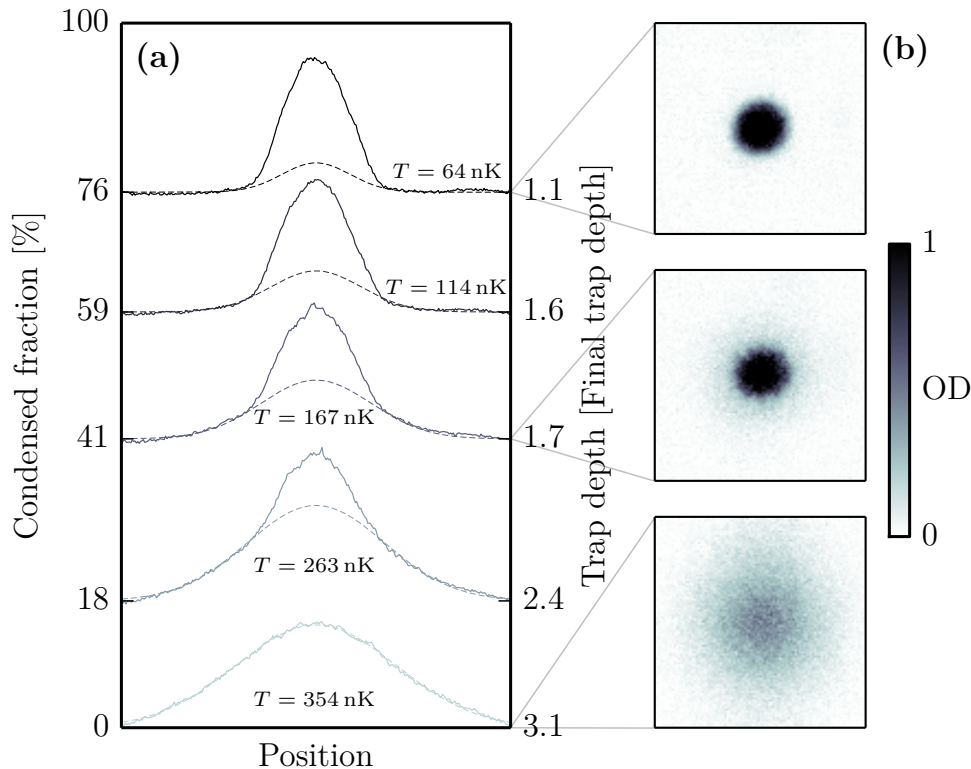 100
(a)
(b)
T = 64 nK
76
1.1
T = 114 nK
59
1.6
T = 167 nK
41
1.7
T = 263 nK
18
2.4
T = 354 nK
0
3.1
Position
Condensed fraction [%]
Trap depth [Final trap depth]
1
OD
0